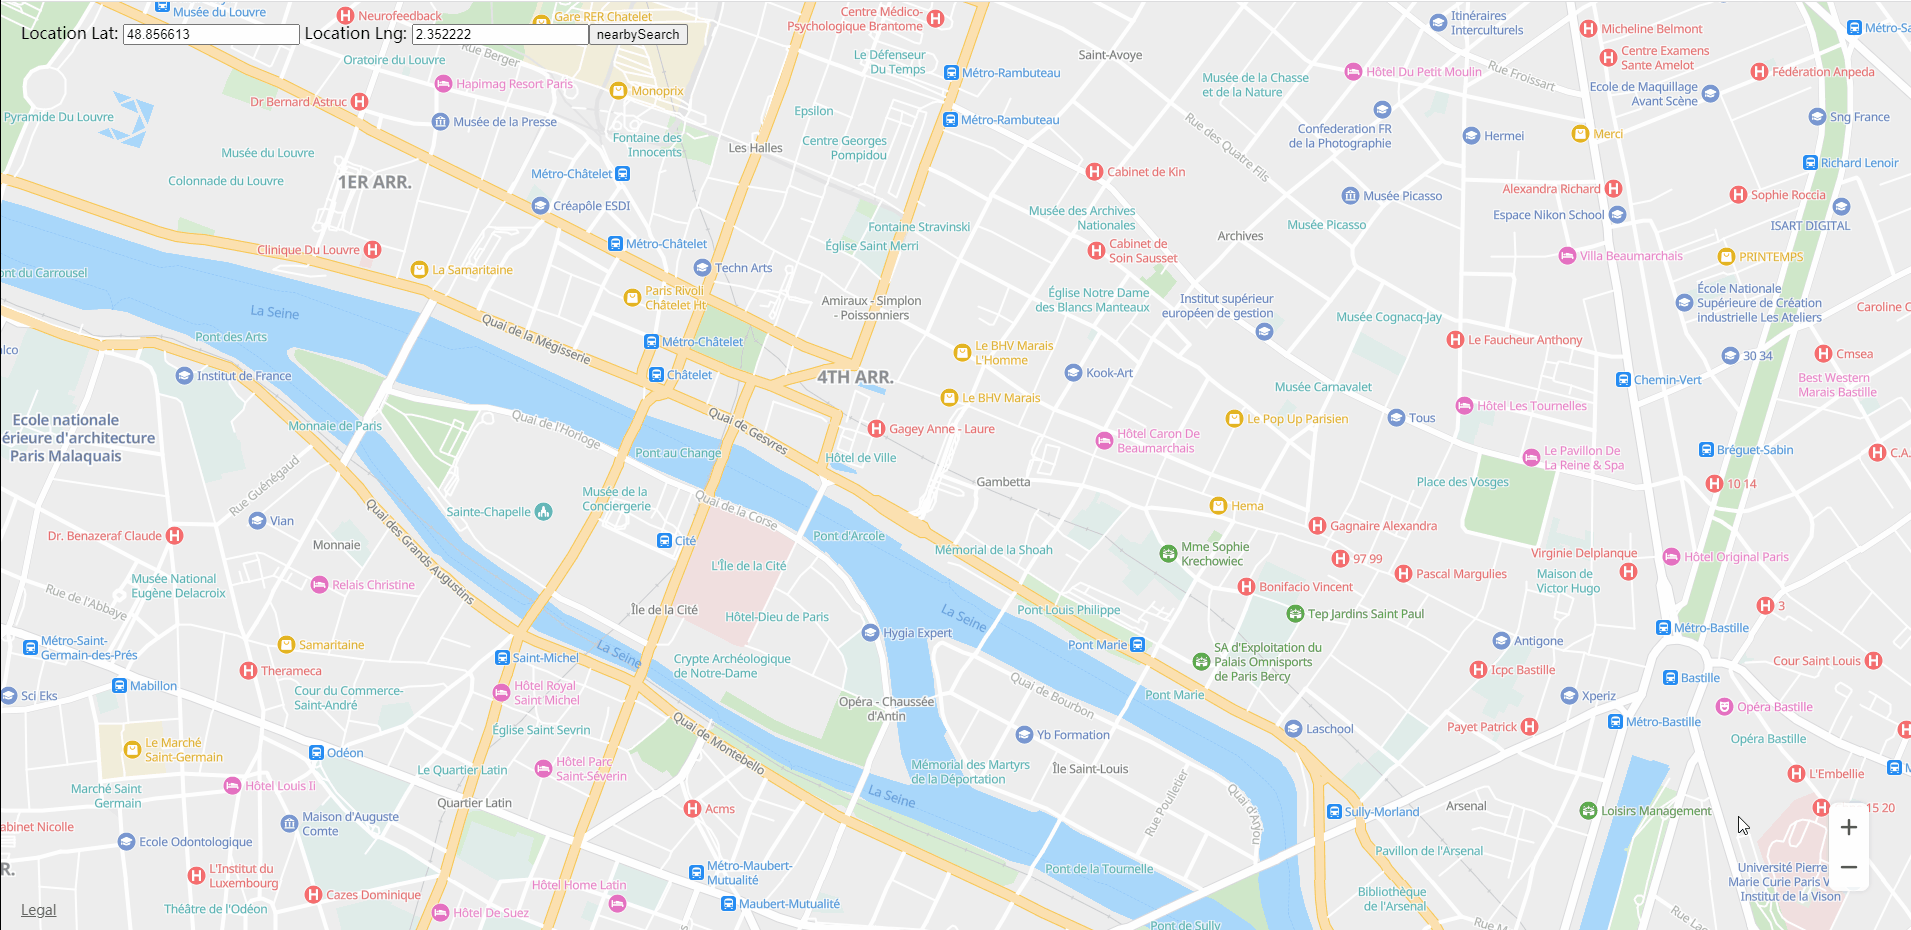 Musée du Louvre
Neurofeedback
Gare RER Chatelet
Centre Médico-
Psychologique Brantome
Itinéraires
Interculturels
Micheline Belmont
Location Lat: 48.856613 Location Lng: 2.352222 nearbySearch
Rue Berger
Oratoire du Louvre
Le Défenseur
Du Temps
Saint-Avoye
Centre Examens
Sante Amelot
Métro-Rambuteau
Hôtel Du Petit Moulin
Rue Froissart
Fédération Anpeda
Hapimag Resort Paris
Monoprix
Musée de la Chasse
et de la Nature
Ecole de Maquillage
Avant Scène
Dr Bernard Astruc
Epsilon
Pyramide Du Louvre
Musée de la Presse
Métro-Rambuteau
Rue des Quatre Fils
Confederation FR
de la Photographie
Hermei
Merci
Sng France
Fontaine des
Innocents
Les Halles
Centre Georges
Pompidou
Musée du Louvre
Richard Lenoir
Colonnade du Louvre
1ER ARR.
Métro-Châtelet
Cabinet de Kin
Alexandra Richard
Sophie Roccia
Créapôle ESDI
Musée Picasso
Musée des Archives
Nationales
Espace Nikon School
ISART DIGITAL
Fontaine Stravinski
Musée Picasso
Clinique Du Louvre
Métro-Châtelet
Église Saint Merri
Archives
Cabinet de
Soin Sausset
Villa Beaumarchais
PRINTEMPS
ont du Carrousel
La Samaritaine
Techn Arts
Paris Rivoli
Châtelet Ht
Amiraux - Simplon
- Poissonniers
Église Notre Dame
des Blancs Manteaux
Institut supérieur
européen de gestion
École Nationale
Supérieure de Création
industrielle Les Ateliers
Caroline C
La Seine
Quai de la Mégisserie
Musée Cognacq-Jay
Pont des Arts
Métro-Châtelet
Le BHV Marais
L'Homme
Le Faucheur Anthony
alco
30 34
Cmsea
Institut de France
Châtelet
4TH ARR.
Kook-Art
Musée Carnavalet
Chemin-Vert
Best Western
Marais Bastille
Le BHV Marais
Hôtel Les Tournelles
Ecole nationale
érieure d'architecture
Paris Malaquais
Monnaie de Paris
Quai de l'Horloge
Quai de Gesvres
Gagey Anne - Laure
Hôtel Caron De
Beaumarchais
Le Pop Up Parisien
Tous
Pont au Change
Hôtel de Ville
Le Pavillon De
La Reine & Spa
Bréguet-Sabin
C.A.
Rue Guénégaud
Gambetta
Place des Vosges
10 14
Musée de la
Conciergerie
Quai de la Corse
Sainte-Chapelle
Hema
Vian
Quai des Grands Augustins
Gagnaire Alexandra
Dr. Benazeraf Claude
Monnaie
Cité
Pont d'Arcole
Mémorial de la Shoah
Mme Sophie
Krechowiec
97 99
Virginie Delplanque
Hôtel Original Paris
L'Île de la Cité
Pascal Margulies
Maison de
Victor Hugo
Musée National
Eugène Delacroix
Relais Christine
Bonifacio Vincent
Rue de l'Abbaye
Île de la Cité
Hôtel-Dieu de Paris
La Seine
Pont Louis Philippe
Tep Jardins Saint Paul
3
Métro-Saint-
Germain-des-Prés
Samaritaine
Hygia Expert
Pont Marie
Antigone
Métro-Bastille
Saint-Michel
La Seine
Crypte Archéologique
de Notre-Dame
SA d'Exploitation du
Palais Omnisports
de Paris Bercy
Therameca
Icpc Bastille
Cour Saint Louis
Mabillon
Sci Eks
Cour du Commerce-
Saint-André
Hôtel Royal
Saint Michel
Opéra - Chaussée
d'Antin
Quai de Bourbon
Pont Marie
Xperiz
Bastille
Opéra Bastille
Église Saint Sevrin
Quai de Montebello
Yb Formation
Laschool
Payet Patrick
Métro-Bastille
Le Marché
Saint-Germain
Odéon
Opéra Bastille
Le Quartier Latin
Hôtel Parc
Saint-Séverin
Mémorial des Martyrs
de la Déportation
Île Saint-Louis
L'Embellie
M
Marché Saint
Germain
Hôtel Louis Ii
Quartier Latin
La Seine
Acms
Rue Poulletier
Quai d'Anjou
Sully-Morland
Arsenal
Loisirs Management
15 20
abinet Nicolle
Maison d'Auguste
Comte
Ecole Odontologique
Pavillon de l'Arsenal
L'Institut du
Luxembourg
Métro-Maubert-
Mutualité
Pont de la Tournelle
Université Pierre
Marie Curie Paris V
Institut de la Vison
R.
Cazes Dominique
Hôtel Home Latin
Bibliothèque
de l'Arsenal
Legal
Théâtre de l'Odéon
Hôtel De Suez
Maubert-Mutualité
Pont de Sully